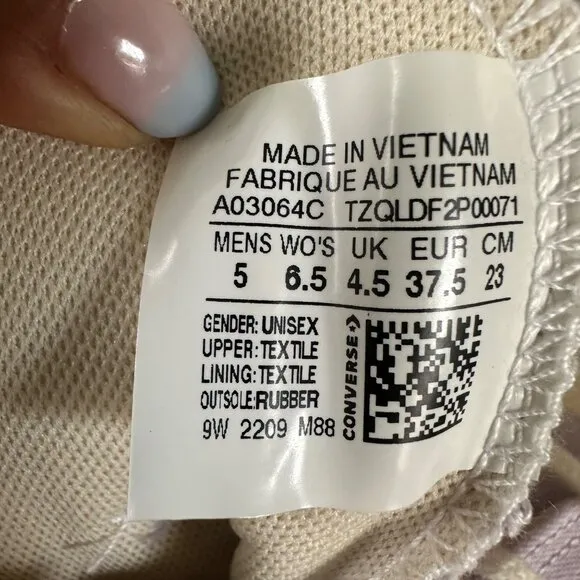 MADE IN VIETNAM
FABRIQUE AU VIETNAM
A03064C TZQLDF2P00071
MENS WO'S UK EUR CM
5 6.5 4.5 37.5 23
GENDER: UNISEX
UPPER: TEXTILE
LINING: TEXTILE
OUTSOLE: RUBBER
9W 2209 M88
CONVERSE